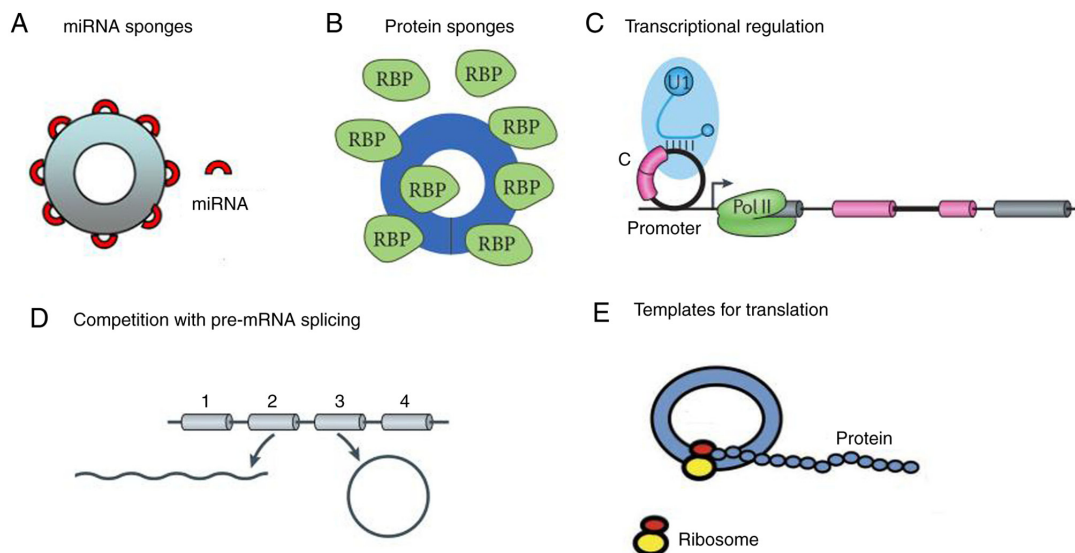 A miRNA sponges
miRNA
B Protein sponges
RBP
RBP
RBP
RBP
RBP
RBP
RBP
RBP
C Transcriptional regulation
U1
C
Pol II
Promoter
D Competition with pre-mRNA splicing
1 2 3 4
E Templates for translation
Protein
Ribosome